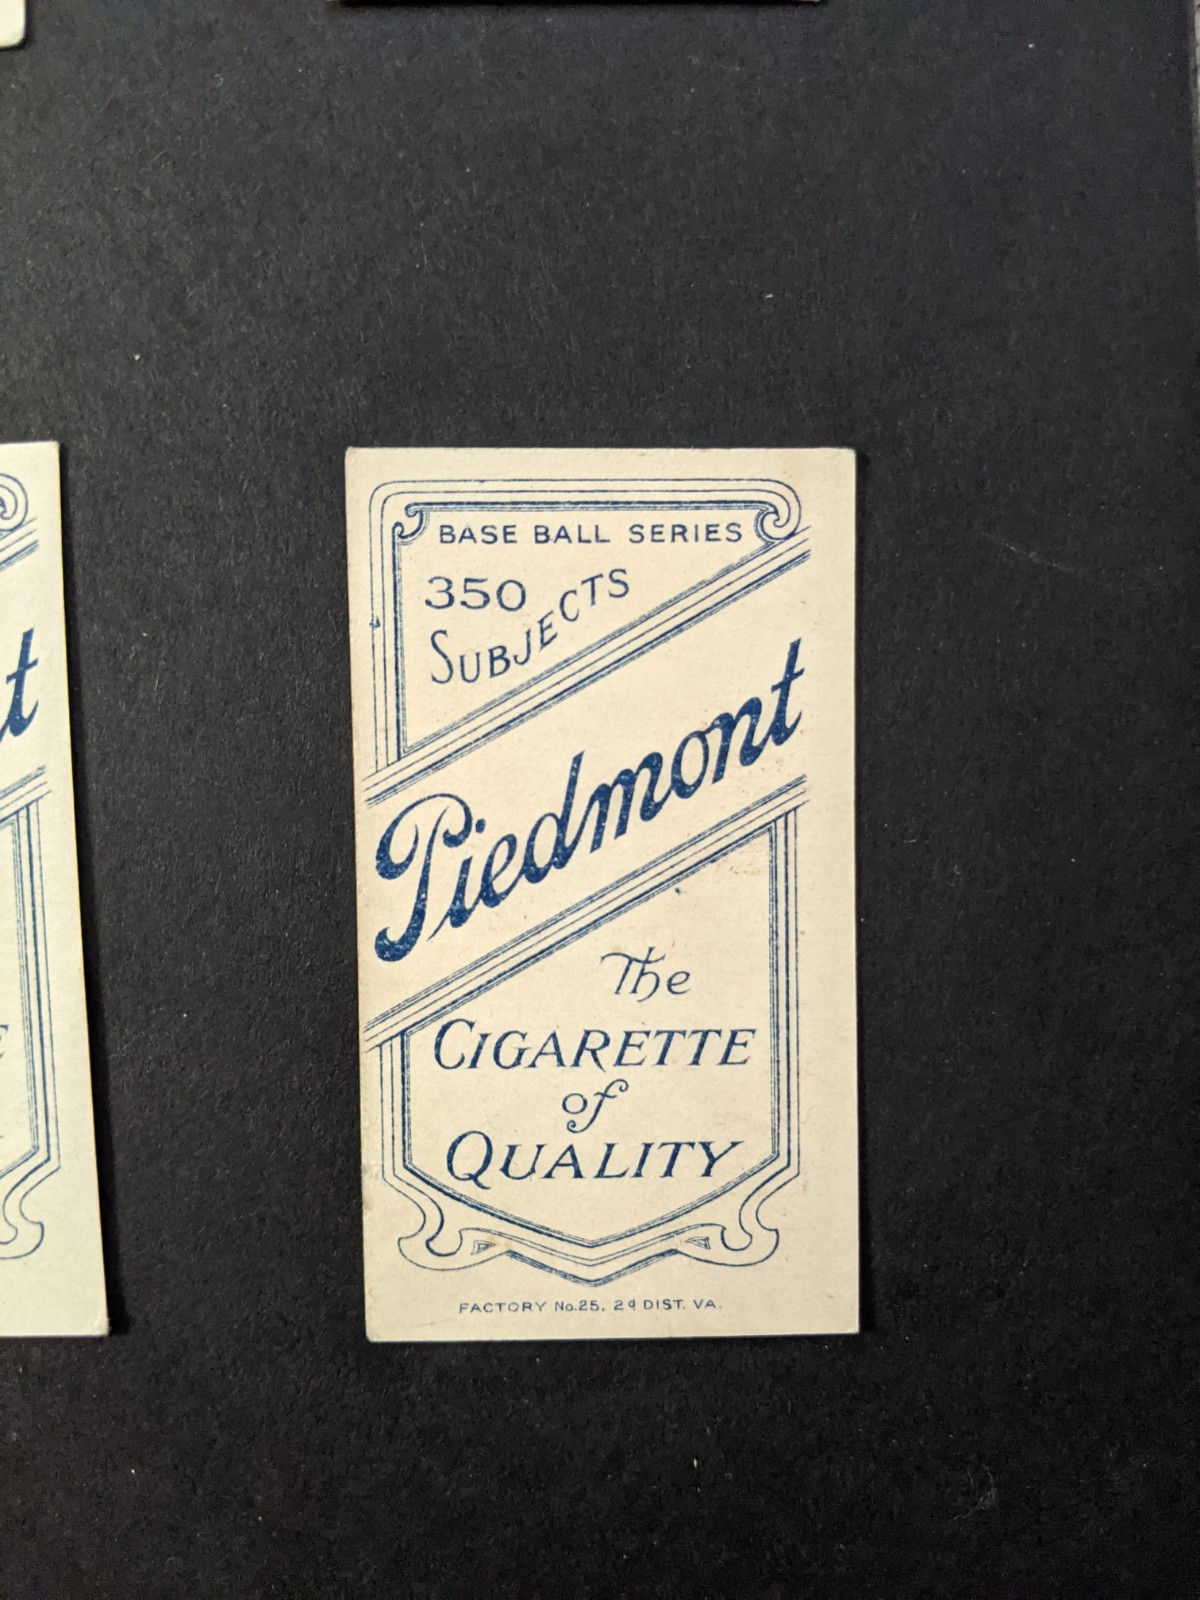 BASE BALL SERIES
350
SUBJECTS
Piedmont
The
CIGARETTE
of
QUALITY
FACTORY No. 25, 2d DIST. VA.
t
E